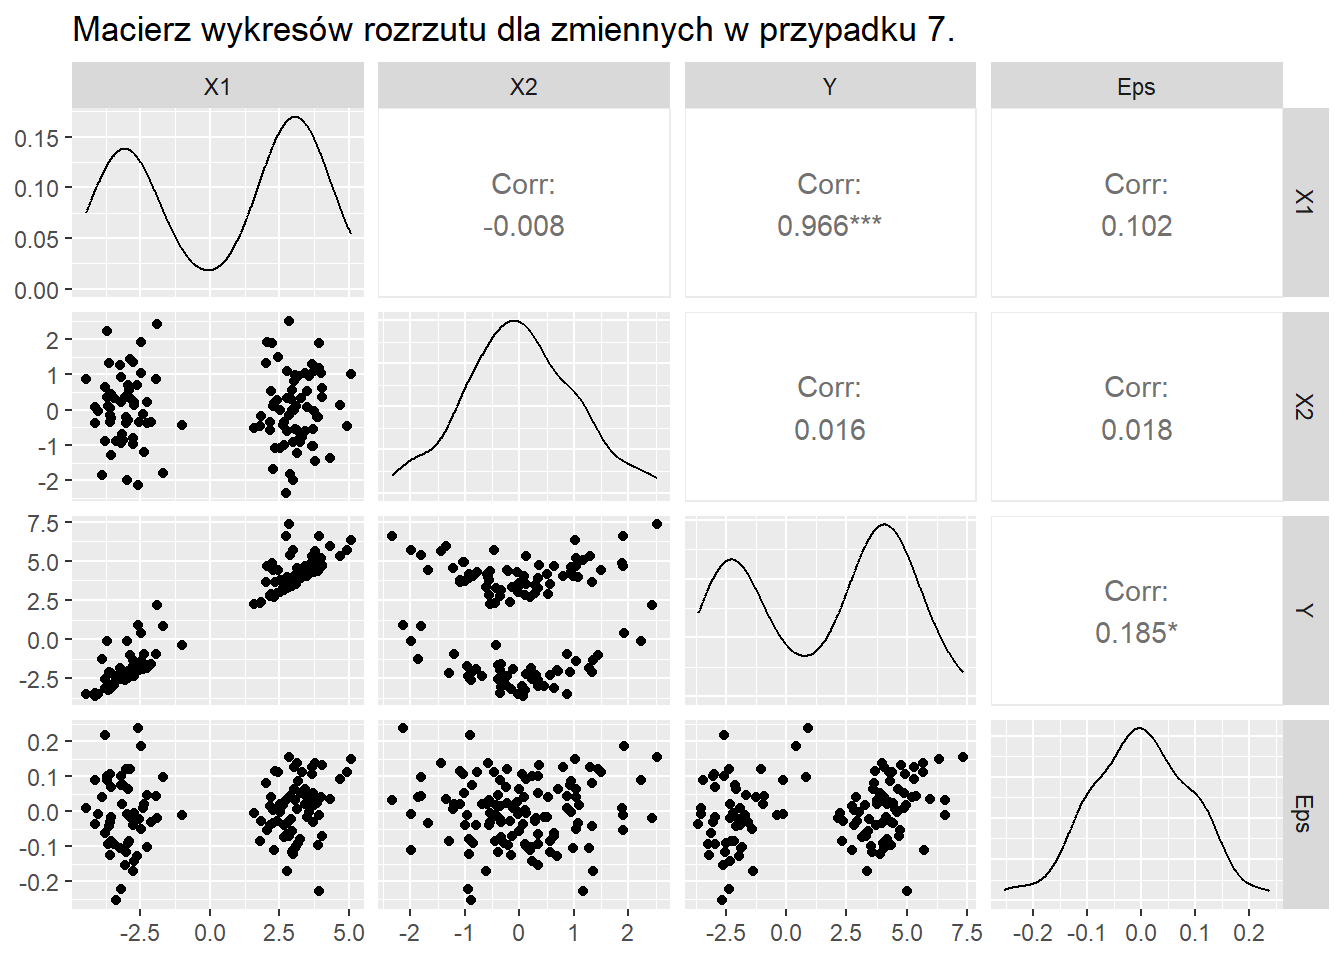 Macierz wykresów rozrzutu dla zmiennych w przypadku 7.
X1
X2
Y
Eps
0.15
0.10
0.05
0.00
Corr:
-0.008
Corr:
0.966***
Corr:
0.102
X1
2
1
0
-1
-2
Corr:
0.016
Corr:
0.018
X2
7.5
5.0
2.5
0.0
-2.5
Corr:
0.185*
Y
0.2
0.1
0.0
-0.1
-0.2
Eps
-2.5 0.0 2.5 5.0
-2 -1 0 1 2
-2.5 0.0 2.5 5.0 7.5
-0.2 -0.1 0.0 0.1 0.2